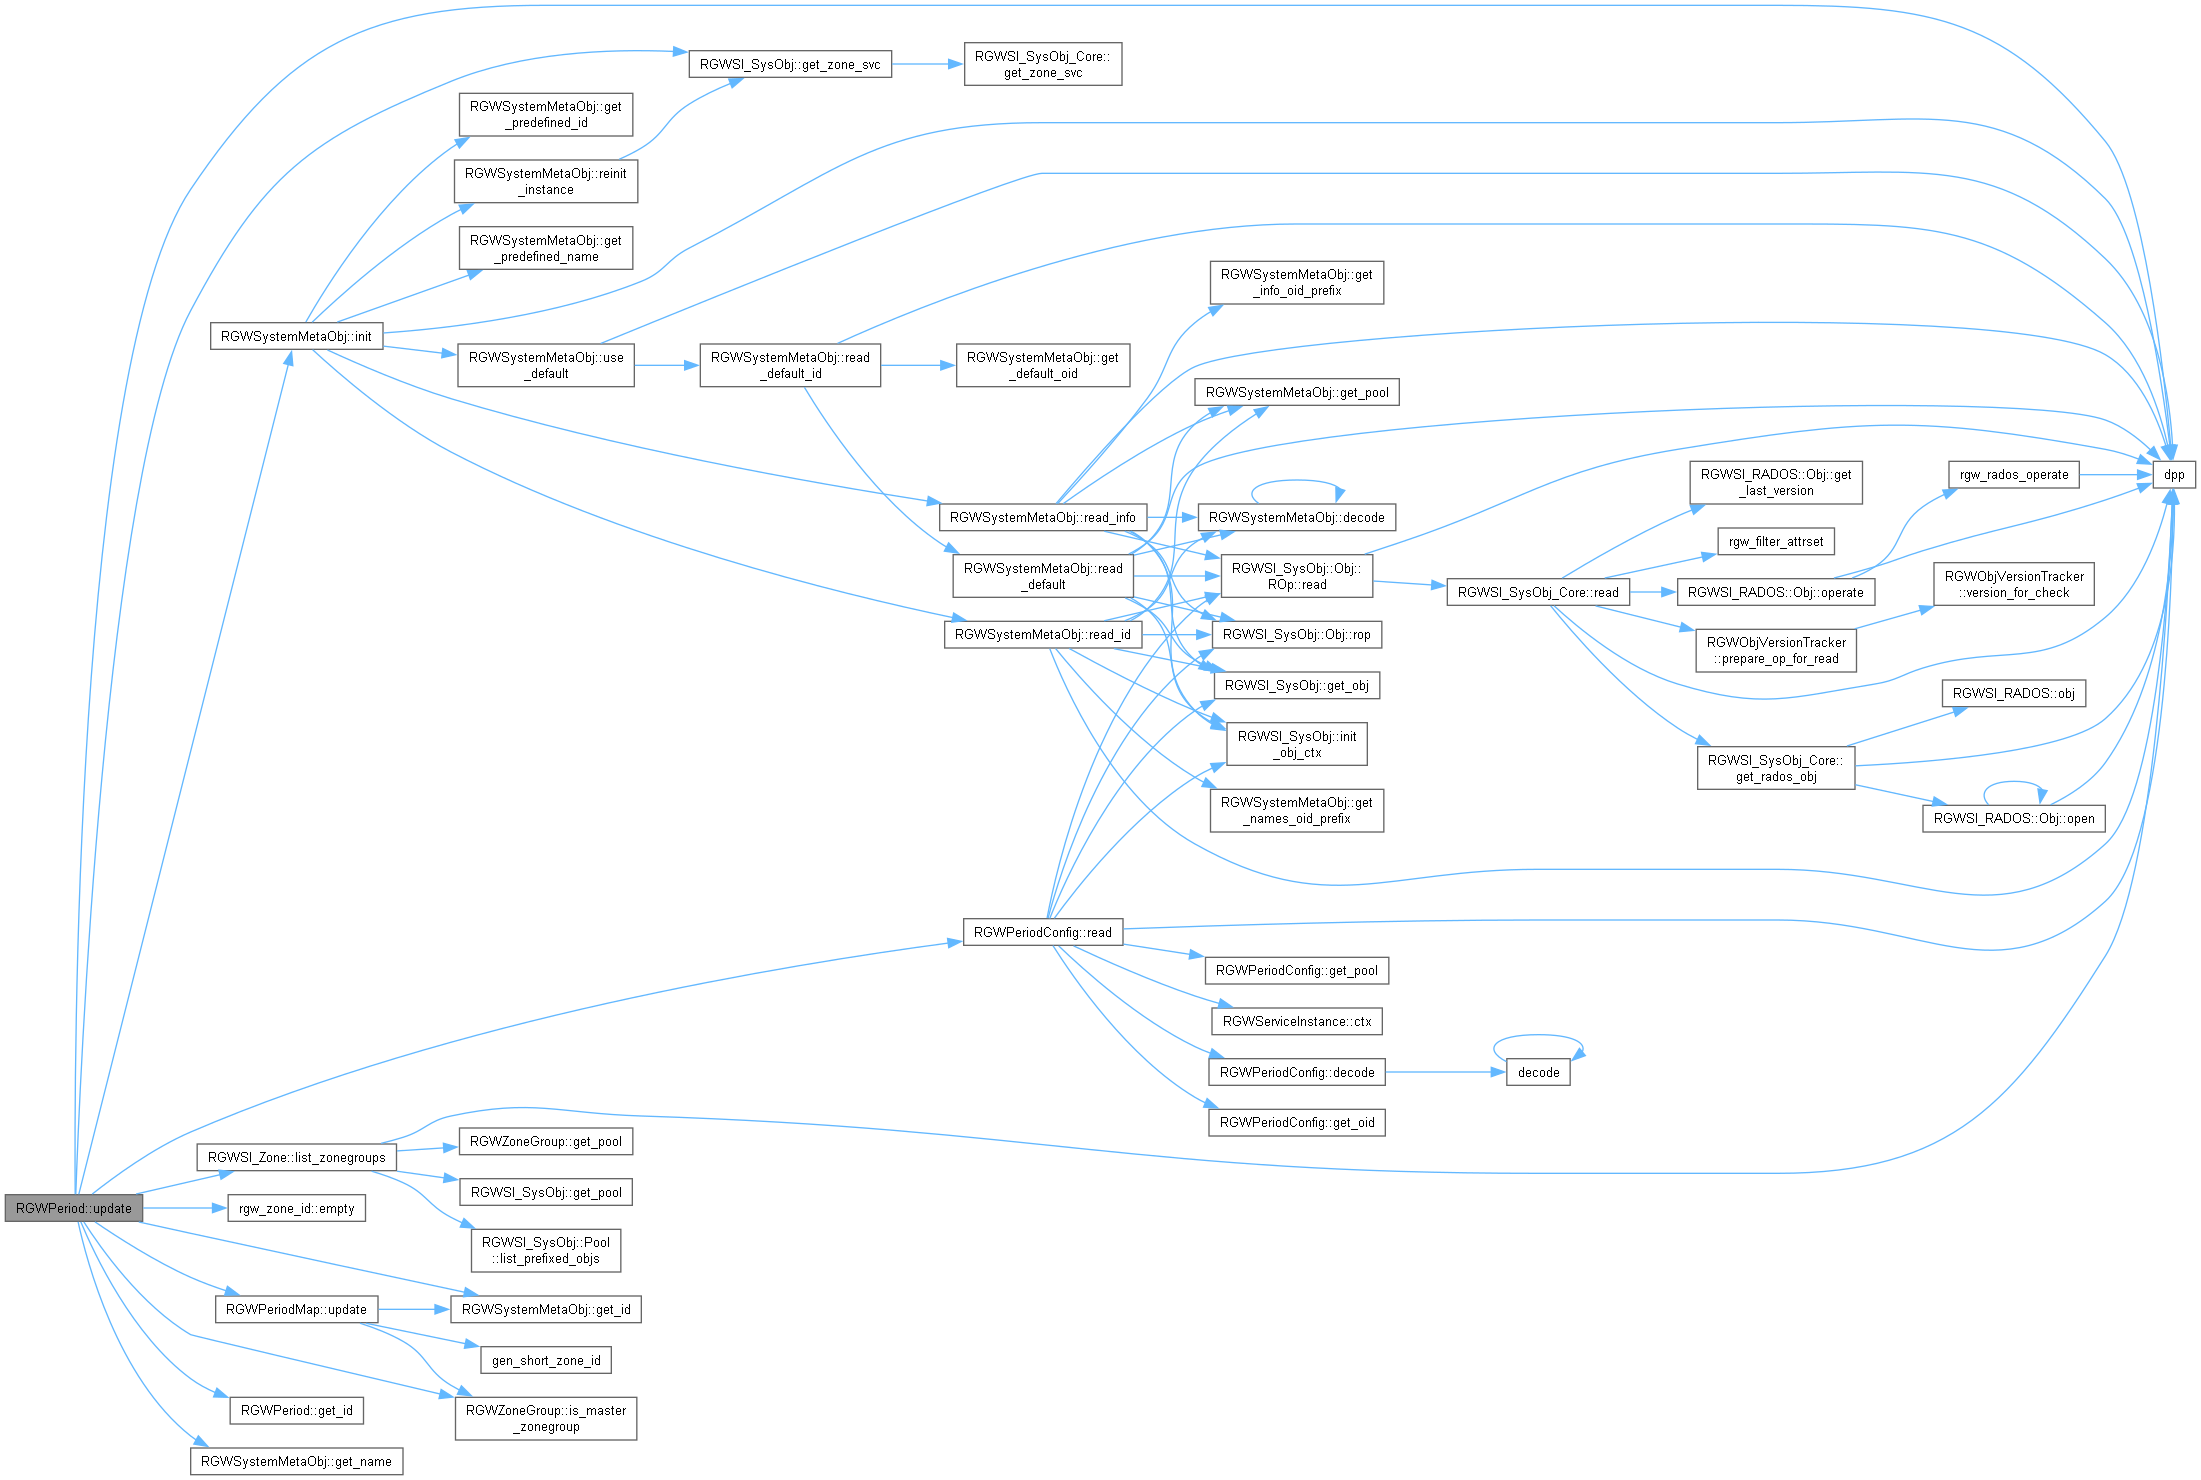 RGWSI_SysObj::get_zone_svc
RGWSI_SysObj_Core::
get_zone_svc
RGWSystemMetaObj::get
_predefined_id
RGWSystemMetaObj::reinit
_instance
RGWSystemMetaObj::get
_predefined_name
RGWSystemMetaObj::init
RGWSystemMetaObj::use
_default
RGWSystemMetaObj::read
_default_id
RGWSystemMetaObj::get
_default_oid
RGWSystemMetaObj::get
_info_oid_prefix
RGWSystemMetaObj::get_pool
RGWSystemMetaObj::read_info
RGWSystemMetaObj::decode
RGWSystemMetaObj::read
_default
RGWSI_SysObj::Obj::
ROp::read
RGWSystemMetaObj::read_id
RGWSI_SysObj::Obj::rop
RGWSI_SysObj::get_obj
RGWSI_SysObj::init
_obj_ctx
RGWSystemMetaObj::get
_names_oid_prefix
RGWSI_SysObj_Core::read
RGWSI_RADOS::Obj::get
_last_version
rgw_filter_attrset
RGWSI_RADOS::Obj::operate
RGWObjVersionTracker
::prepare_op_for_read
RGWSI_SysObj_Core::
get_rados_obj
rgw_rados_operate
RGWObjVersionTracker
::version_for_check
RGWSI_RADOS::obj
RGWSI_RADOS::Obj::open
dpp
RGWPeriodConfig::read
RGWPeriodConfig::get_pool
RGWServiceInstance::ctx
RGWPeriodConfig::decode
decode
RGWPeriodConfig::get_oid
RGWPeriod::update
RGWSI_Zone::list_zonegroups
RGWZoneGroup::get_pool
RGWSI_SysObj::get_pool
rgw_zone_id::empty
RGWSI_SysObj::Pool
::list_prefixed_objs
RGWPeriodMap::update
RGWSystemMetaObj::get_id
gen_short_zone_id
RGWPeriod::get_id
RGWZoneGroup::is_master
_zonegroup
RGWSystemMetaObj::get_name